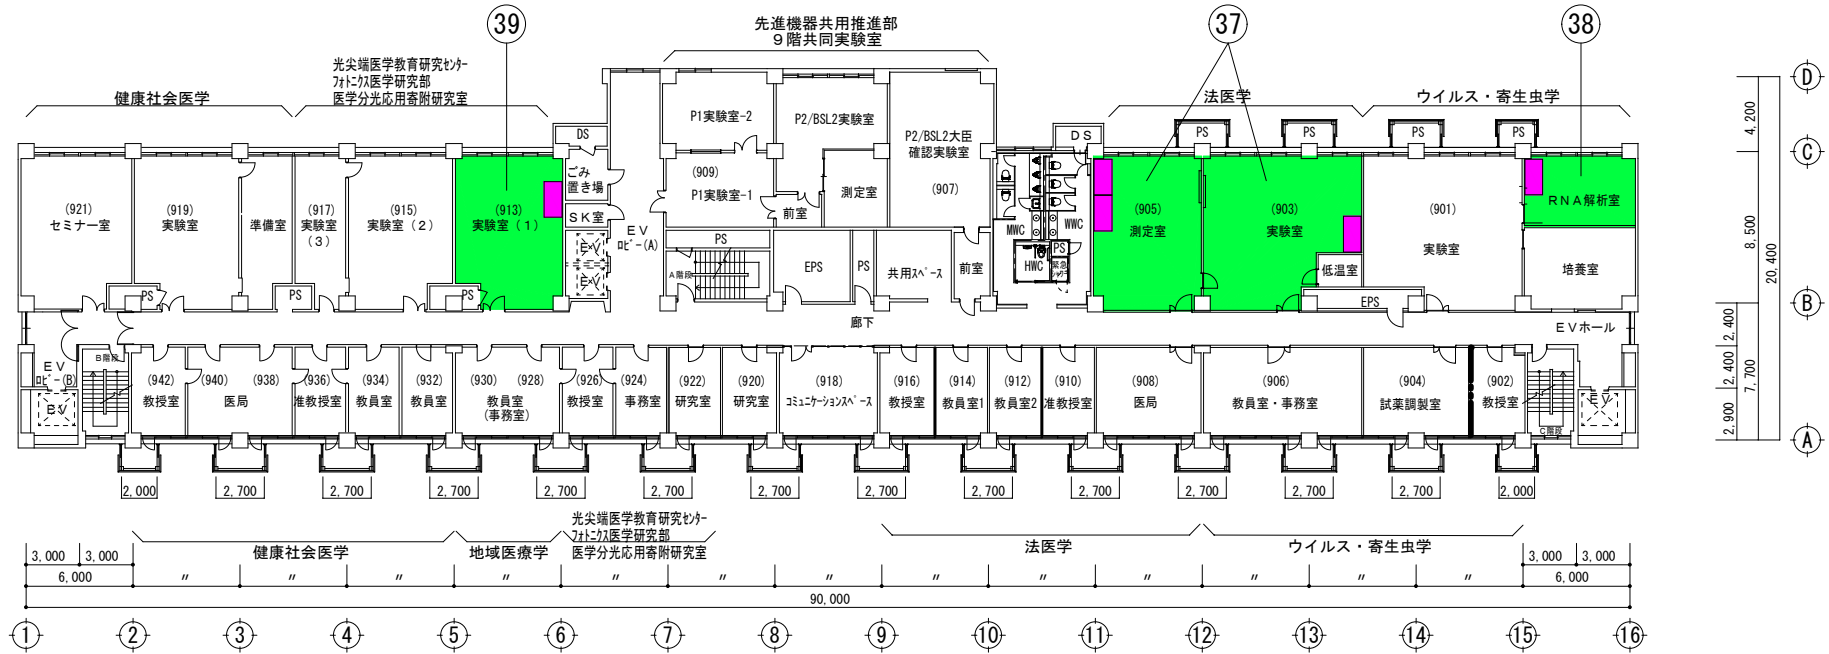 39
37
38
先進機器共用推進部
9階共同実験室
光尖端医学教育研究センター
フォトニクス医学研究部
医学分光応用寄附研究室
健康社会医学
法医学
ウイルス・寄生虫学
D
4,200
C
8,500
20,400
B
2,400
2,400
7,700
2,900
A
DS
P1実験室-2
P2/BSL2実験室
P2/BSL2大臣
確認実験室
DS
PS
PS
PS
PS
ごみ
置き場
(909)
P1実験室-1
測定室
(907)
前室
SK室
EV
ロビー(A)
MWC
WWC
HWC
PS
緊急
シャワー
(921)
セミナー室
(919)
実験室
準備室
(917)
実験室
(3)
(915)
実験室(2)
(913)
実験室(1)
(905)
測定室
(903)
実験室
低温室
(901)
実験室
RNA解析室
培養室
EV
EV
PS
A階段
EPS
PS
共用スペース
前室
PS
PS
PS
EPS
廊下
EVホール
EV
ロビー(B)
EV
B階段
(942)
教授室
(940)
(938)
医局
(936)
准教授室
(934)
教員室
(932)
教員室
(930)
(928)
教員室
(事務室)
(926)
教授室
(924)
事務室
(922)
研究室
(920)
研究室
(918)
コミュニケーションスペース
(916)
教授室
(914)
教員室1
(912)
教員室2
(910)
准教授室
(908)
医局
(906)
教員室・事務室
(904)
試薬調製室
(902)
教授室
C階段
EV
2,000
2,700
2,700
2,700
2,700
2,700
2,700
2,700
2,700
2,700
2,700
2,700
2,700
2,000
健康社会医学
地域医療学
光尖端医学教育研究センター
フォトニクス医学研究部
医学分光応用寄附研究室
法医学
ウイルス・寄生虫学
3,000
3,000
3,000
3,000
6,000
〃
〃
〃
〃
〃
〃
〃
〃
〃
〃
〃
〃
〃
6,000
90,000
1
2
3
4
5
6
7
8
9
10
11
12
13
14
15
16